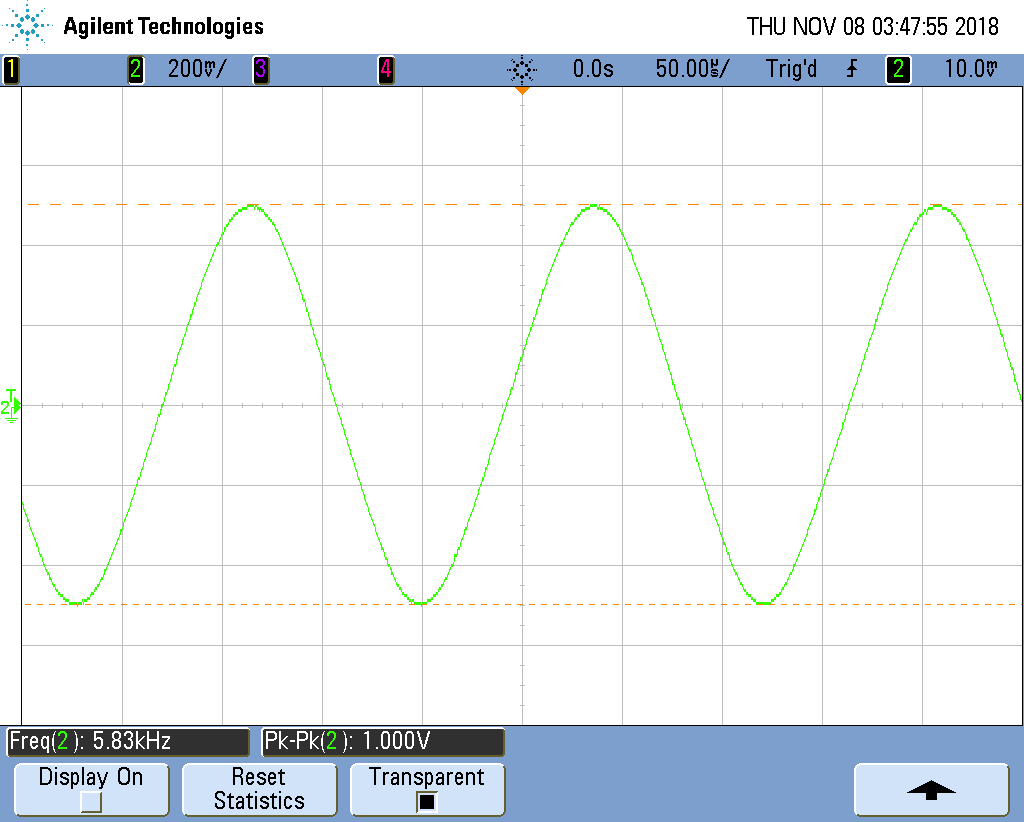 Agilent Technologies THU NOV 08 03:47:55 2018
1 2 200mV/ 3 4 0.0s 50.00µs/ Trig'd 2 10.0mV
T
2
Freq(2): 5.83kHz Pk-Pk(2): 1.000V
Display On Reset Statistics Transparent